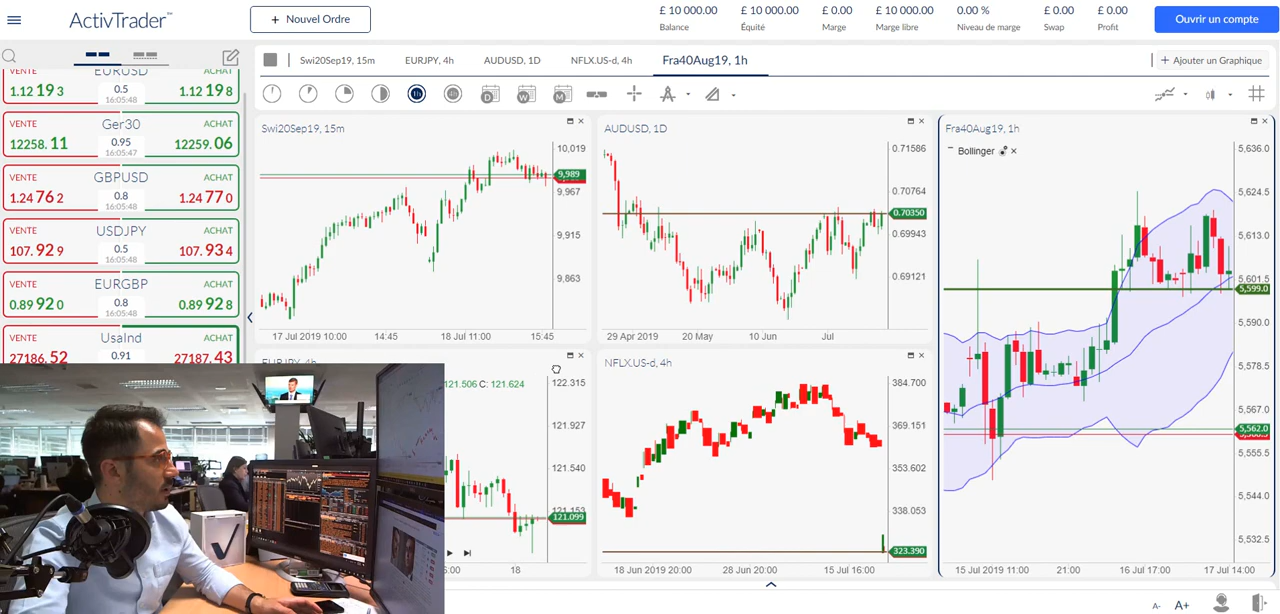 ActivTrader™
+ Nouvel Ordre
£ 10 000.00
Balance
£ 10 000.00
Équité
£ 0.00
Marge
£ 10 000.00
Marge libre
0.00 %
Niveau de marge
£ 0.00
Swap
£ 0.00
Profit
Ouvrir un compte
Swi20Sep19, 15m
EURJPY, 4h
AUDUSD, 1D
NFLX.US-d, 4h
Fra40Aug19, 1h
+ Ajouter un Graphique
1h
4h
D
W
M
VENTE EURUSD ACHAT
1.12 19 3 0.5 1.12 19 8
16:05:48
VENTE Ger30 ACHAT
12258. 11 0.95 12259. 06
16:05:47
VENTE GBPUSD ACHAT
1.24 76 2 0.8 1.24 77 0
16:05:48
VENTE USDJPY ACHAT
107. 92 9 0.5 107. 93 4
16:05:48
VENTE EURGBP ACHAT
0.89 92 0 0.8 0.89 92 8
16:05:48
VENTE UsaInd ACHAT
27186. 52 0.91 27187. 43
Swi20Sep19, 15m
10,019
9,989
9,967
9,915
9,863
17 Jul 2019 10:00 14:45 18 Jul 11:00 15:45
AUDUSD, 1D
0.71586
0.70764
0.70350
0.69943
0.69121
29 Apr 2019 20 May 10 Jun Jul
Fra40Aug19, 1h
Bollinger
5,636.0
5,624.5
5,613.0
5,601.5
5,599.0
5,590.0
5,578.5
5,567.0
5,562.0
5,555.5
5,544.0
5,532.5
15 Jul 2019 11:00 21:00 16 Jul 17:00 17 Jul 14:00
EURJPY, 4h
121.506 C: 121.624
122.315
121.927
121.540
121.153
121.099
5:00 18
NFLX.US-d, 4h
384.700
369.151
353.602
338.053
323.390
18 Jun 2019 20:00 28 Jun 20:00 15 Jul 16:00
A- A+